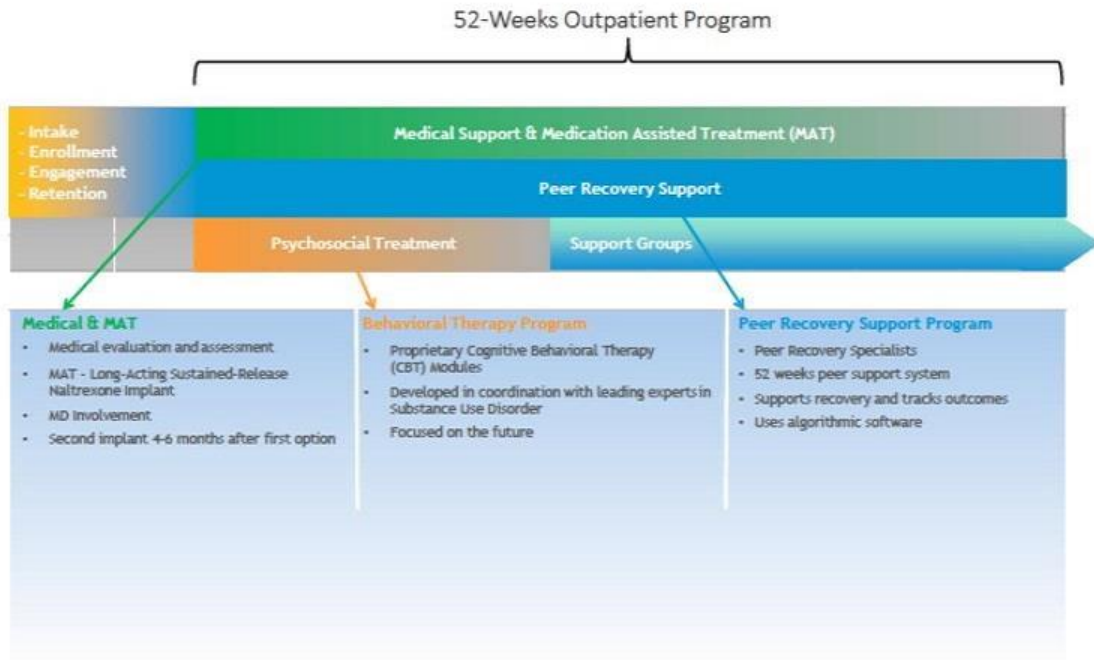 52-Weeks Outpatient Program
- Intake
- Enrollment
- Engagement
- Retention
Medical Support & Medication Assisted Treatment (MAT)
Peer Recovery Support
Psychosocial Treatment
Support Groups
Medical & MAT
• Medical evaluation and assessment
• MAT - Long-Acting Sustained-Release
Naltrexone Implant
• MD Involvement
• Second implant 4-6 months after first option
Behavioral Therapy Program
• Proprietary Cognitive Behavioral Therapy
(CBT) Modules
• Developed in coordination with leading experts in
Substance Use Disorder
• Focused on the future
Peer Recovery Support Program
• Peer Recovery Specialists
• 52 weeks peer support system
• Supports recovery and tracks outcomes
• Uses algorithmic software